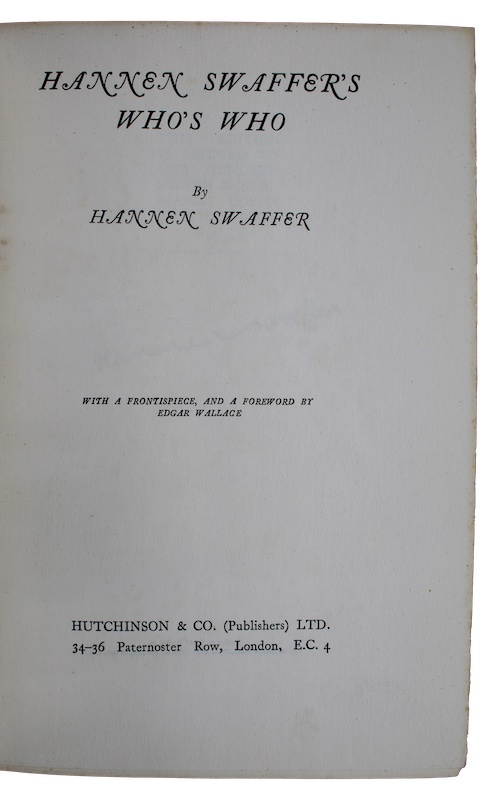 HANNEN SWAFFER'S
WHO'S WHO
By
HANNEN SWAFFER
WITH A FRONTISPIECE, AND A FOREWORD BY
EDGAR WALLACE
HUTCHINSON & CO. (Publishers) LTD.
34-36 Paternoster Row, London, E.C. 4